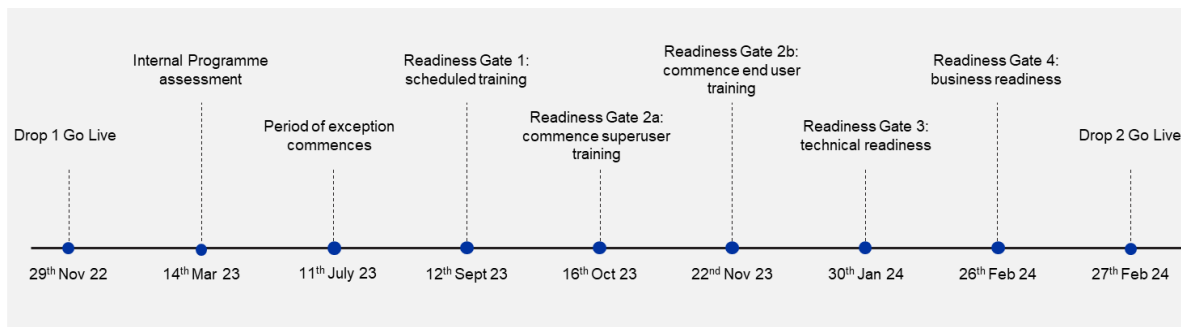 Drop 1 Go Live
Internal Programme
assessment
Period of exception
commences
Readiness Gate 1:
scheduled training
Readiness Gate 2a:
commence superuser
training
Readiness Gate 2b:
commence end user
training
Readiness Gate 3:
technical readiness
Readiness Gate 4:
business readiness
Drop 2 Go Live
29th Nov 22
14th Mar 23
11th July 23
12th Sept 23
16th Oct 23
22nd Nov 23
30th Jan 24
26th Feb 24
27th Feb 24